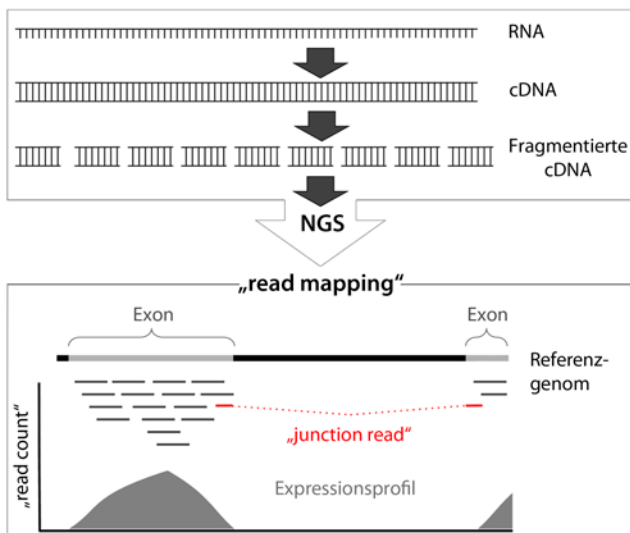 RNA
cDNA
Fragmentierte
cDNA
NGS
„read mapping“
Exon
Exon
Referenz-
genom
„junction read“
„read count“
Expressionsprofil